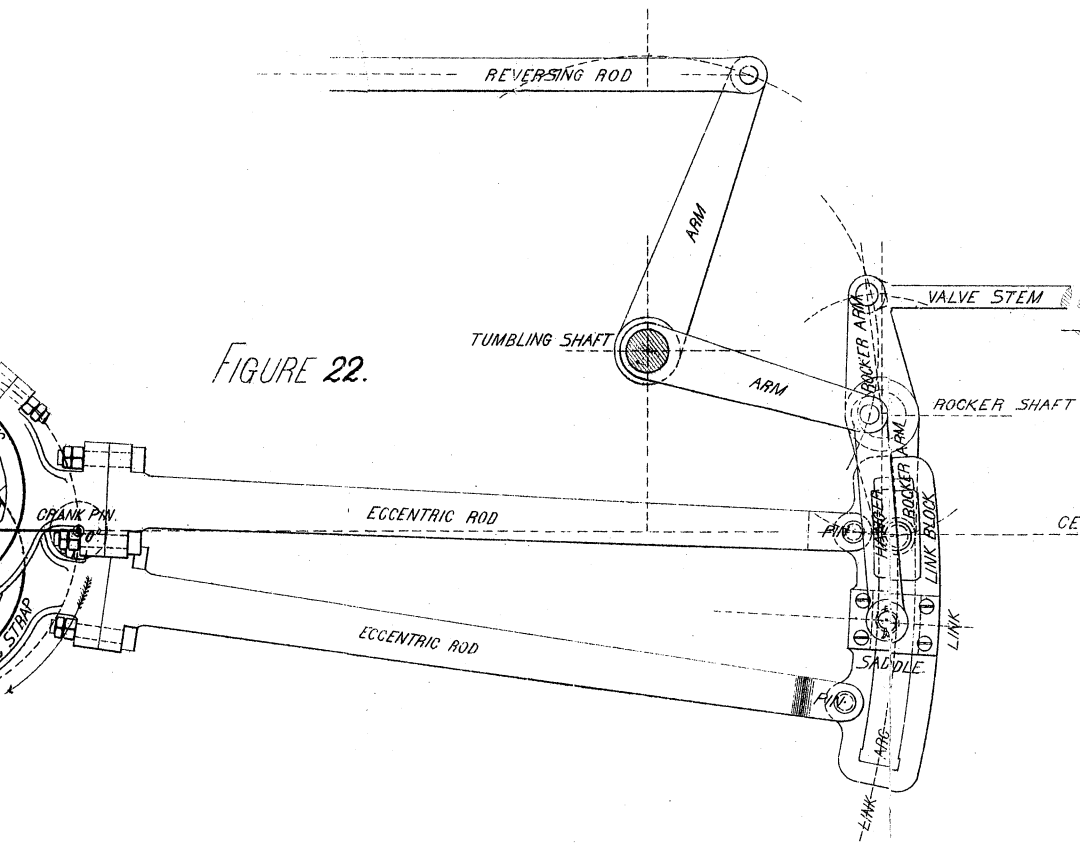 REVERSING ROD
ARM
VALVE STEM
ROCKER ARM
TUMBLING SHAFT
FIGURE 22.
ARM
ROCKER SHAFT
ROCKER ARM
HANGER
LINK BLOCK
CRANK PIN.
0°
ECCENTRIC ROD
PIN
CE
STRAP
ECCENTRIC ROD
LINK
SADDLE.
PIN.
ARC
LINK